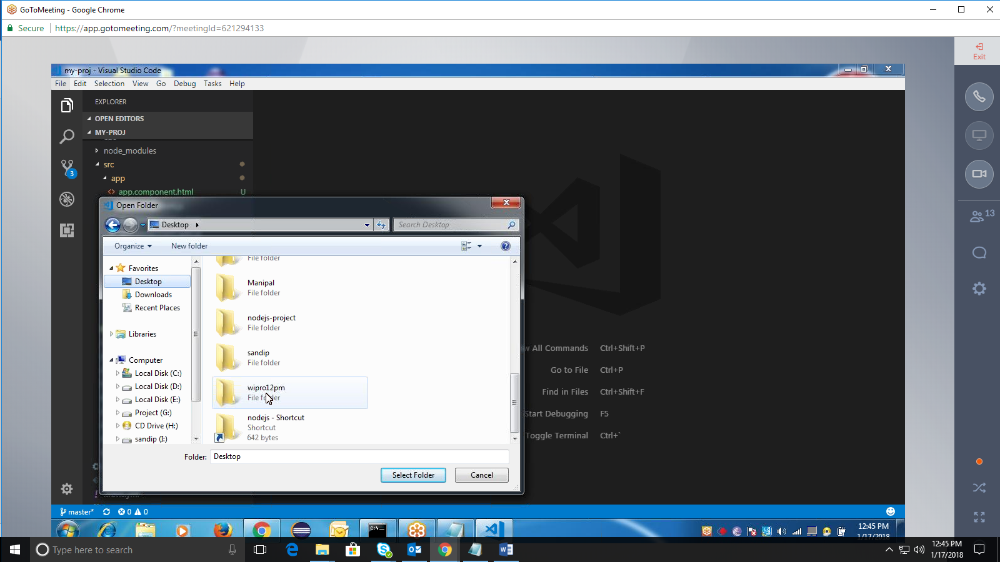 GoToMeeting - Google Chrome
Secure https://app.gotomeeting.com/?meetingId=621294133
Exit
my-proj - Visual Studio Code
File Edit Selection View Go Debug Tasks Help
EXPLORER
OPEN EDITORS
MY-PROJ
node_modules
src
app
app.component.html U
3
13
Open Folder
Desktop
Search Desktop
Organize
New folder
Favorites
Desktop
Downloads
Recent Places
Libraries
Computer
Local Disk (C:)
Local Disk (D:)
Local Disk (E:)
Project (G:)
CD Drive (H:)
sandip (I:)
File folder
Manipal
File folder
nodejs-project
File folder
sandip
File folder
wipro12pm
File folder
nodejs - Shortcut
Shortcut
642 bytes
Folder: Desktop
Select Folder
Cancel
All Commands Ctrl+Shift+P
Go to File Ctrl+P
Find in Files Ctrl+Shift+F
Start Debugging F5
Toggle Terminal Ctrl+`
master* 0 0
12:45 PM
1/17/2018
Type here to search
12:45 PM
1/17/2018